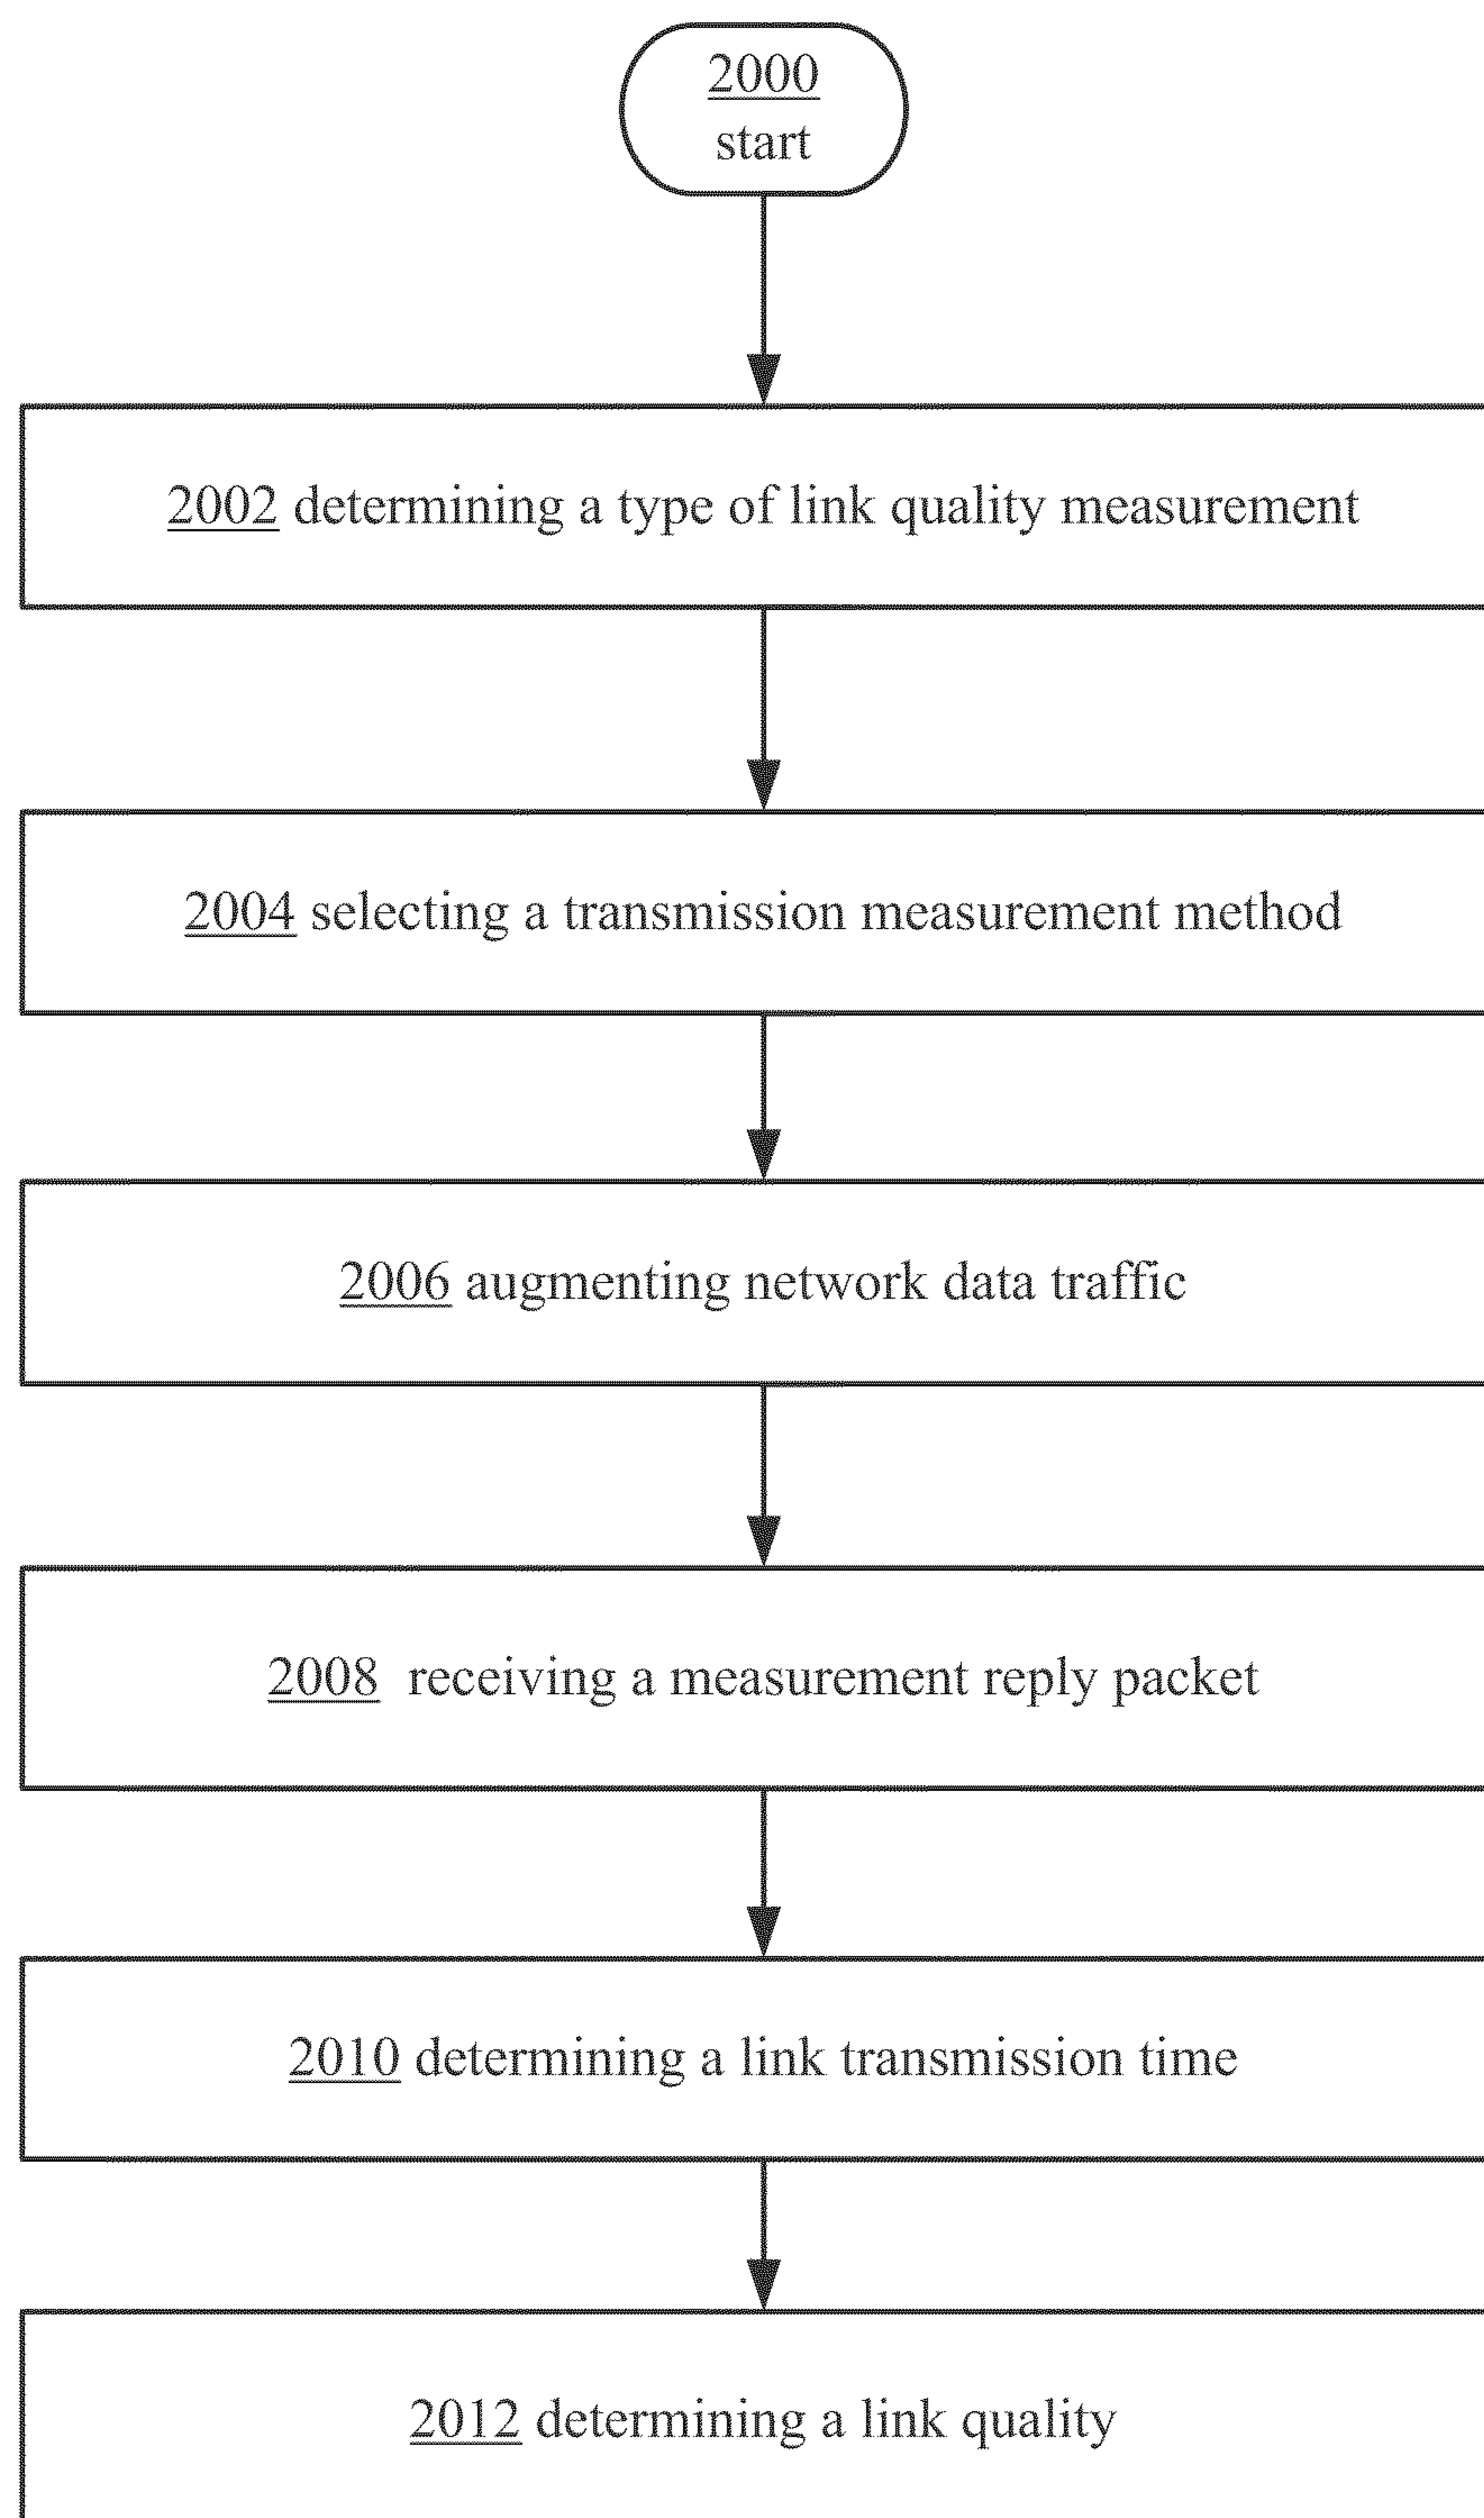 2000
start
2002 determining a type of link quality measurement
2004 selecting a transmission measurement method
2006 augmenting network data traffic
2008 receiving a measurement reply packet
2010 determining a link transmission time
2012 determining a link quality